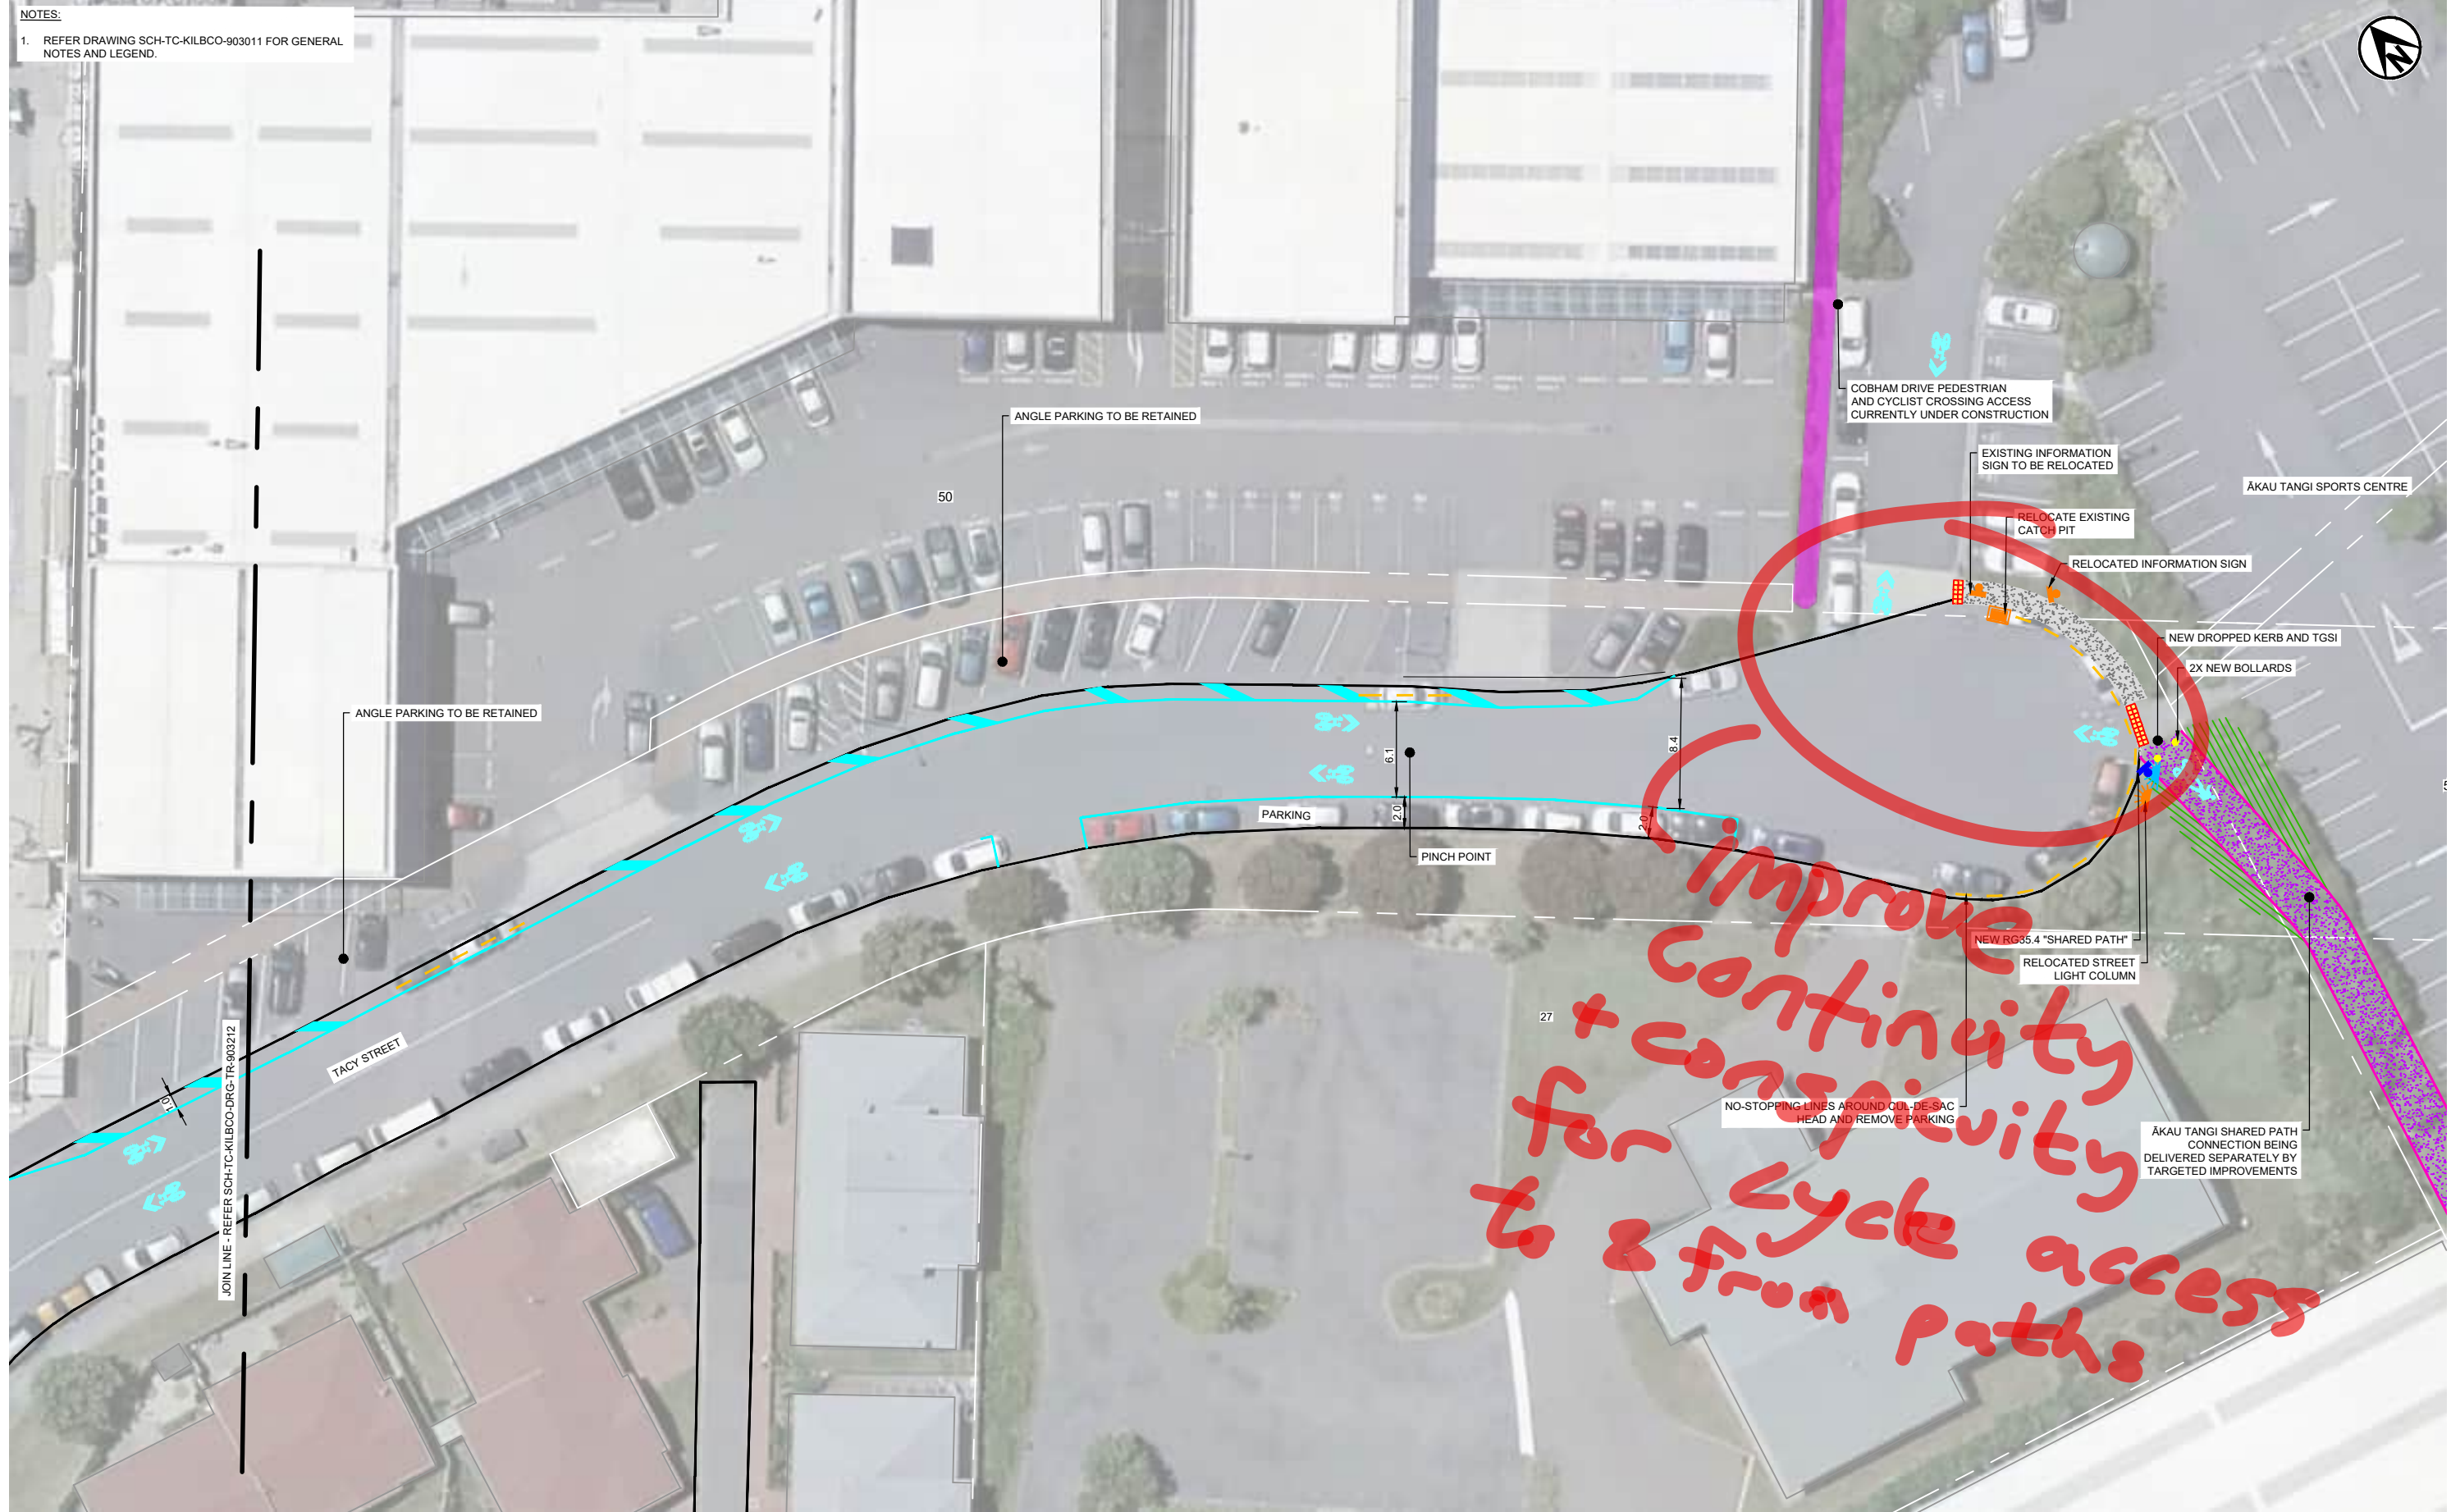 NOTES:
1. REFER DRAWING SCH-TC-KILBCO-903011 FOR GENERAL
NOTES AND LEGEND.
N
COBHAM DRIVE PEDESTRIAN
AND CYCLIST CROSSING ACCESS
CURRENTLY UNDER CONSTRUCTION
ANGLE PARKING TO BE RETAINED
EXISTING INFORMATION
SIGN TO BE RELOCATED
ĀKAU TANGI SPORTS CENTRE
50
RELOCATE EXISTING
CATCH PIT
RELOCATED INFORMATION SIGN
NEW DROPPED KERB AND TGSI
2X NEW BOLLARDS
ANGLE PARKING TO BE RETAINED
6.1
8.4
5
PARKING
2.0
2.0
PINCH POINT
improve
continuity
+ conspicuity
for cycle access
to & from paths
NEW RG35.4 "SHARED PATH"
RELOCATED STREET
LIGHT COLUMN
27
TACY STREET
JOIN LINE - REFER SCH-TC-KILBCO-DRG-TR-903212
1.0
NO-STOPPING LINES AROUND CUL-DE-SAC
HEAD AND REMOVE PARKING
ĀKAU TANGI SHARED PATH
CONNECTION BEING
DELIVERED SEPARATELY BY
TARGETED IMPROVEMENTS